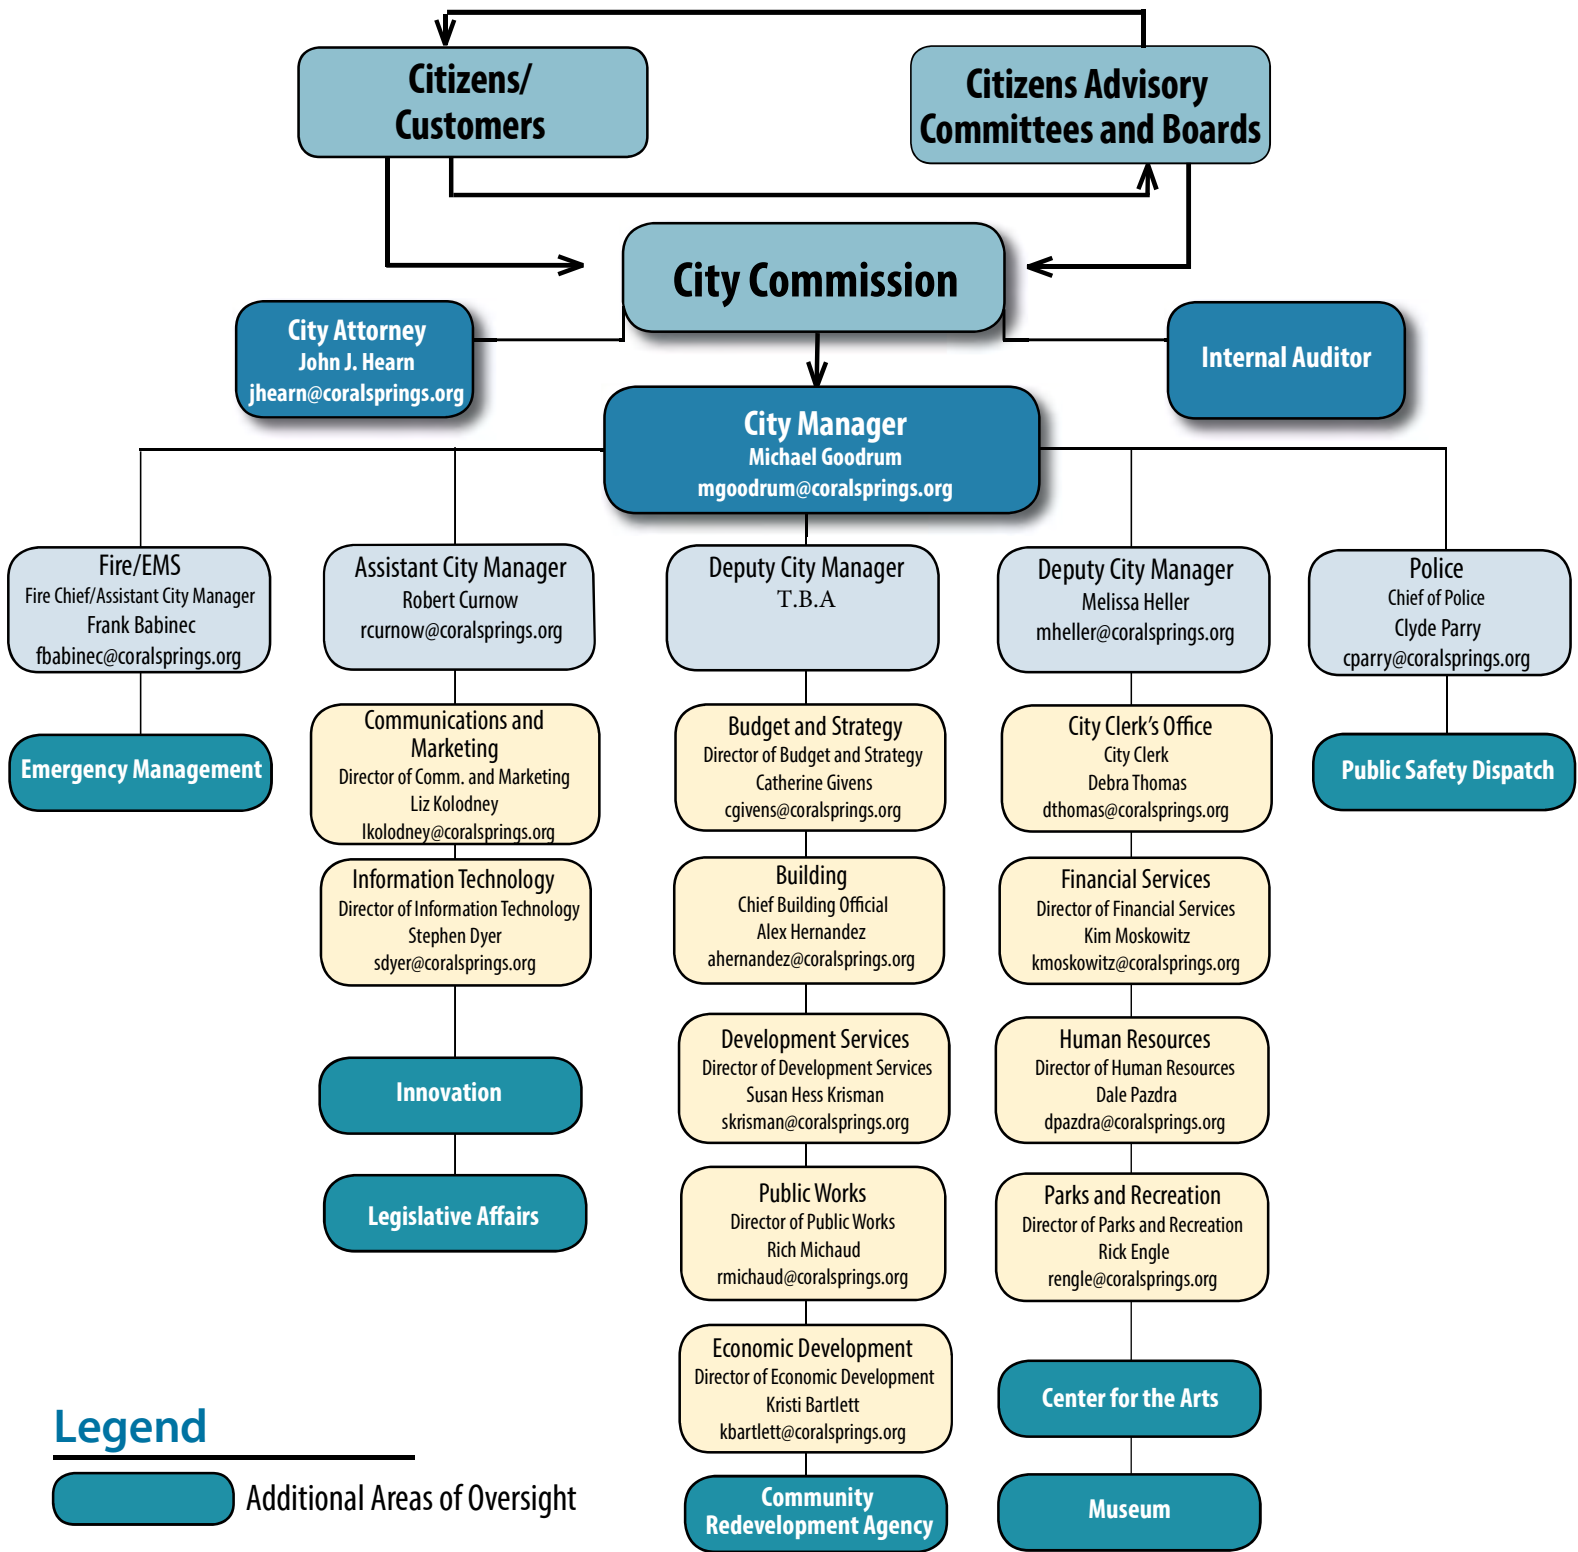 Citizens/
Customers
Citizens Advisory
Committees and Boards
City Commission
City Attorney
John J. Hearn
jhearn@coralsprings.org
Internal Auditor
City Manager
Michael Goodrum
mgoodrum@coralsprings.org
Fire/EMS
Fire Chief/Assistant City Manager
Frank Babinec
fbabinec@coralsprings.org
Emergency Management
Assistant City Manager
Robert Curnow
rcurnow@coralsprings.org
Communications and
Marketing
Director of Comm. and Marketing
Liz Kolodney
lkolodney@coralsprings.org
Information Technology
Director of Information Technology
Stephen Dyer
sdyer@coralsprings.org
Innovation
Legislative Affairs
Deputy City Manager
T.B.A
Budget and Strategy
Director of Budget and Strategy
Catherine Givens
cgivens@coralsprings.org
Building
Chief Building Official
Alex Hernandez
ahernandez@coralsprings.org
Development Services
Director of Development Services
Susan Hess Krisman
skrisman@coralsprings.org
Public Works
Director of Public Works
Rich Michaud
rmichaud@coralsprings.org
Economic Development
Director of Economic Development
Kristi Bartlett
kbartlett@coralsprings.org
Community
Redevelopment Agency
Deputy City Manager
Melissa Heller
mheller@coralsprings.org
City Clerk's Office
City Clerk
Debra Thomas
dthomas@coralsprings.org
Financial Services
Director of Financial Services
Kim Moskowitz
kmoskowitz@coralsprings.org
Human Resources
Director of Human Resources
Dale Pazdra
dpazdra@coralsprings.org
Parks and Recreation
Director of Parks and Recreation
Rick Engle
rengle@coralsprings.org
Center for the Arts
Museum
Police
Chief of Police
Clyde Parry
cparry@coralsprings.org
Public Safety Dispatch
Legend
Additional Areas of Oversight